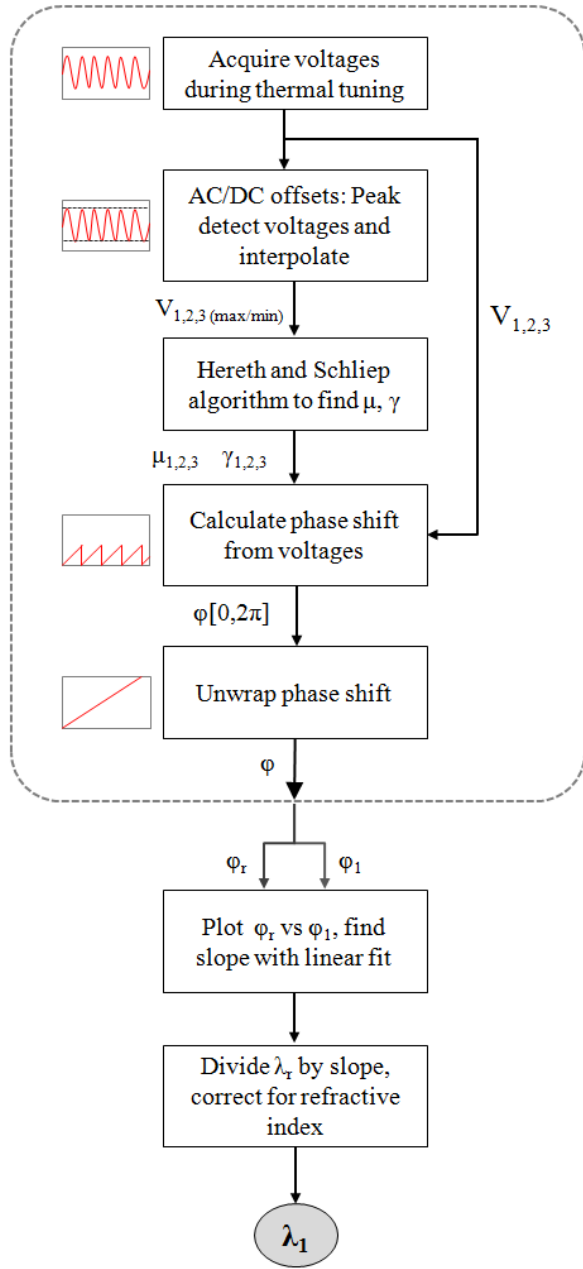 Acquire voltages
during thermal tuning
AC/DC offsets: Peak
detect voltages and
interpolate
V1,2,3 (max/min)
V1,2,3
Hereth and Schliep
algorithm to find μ, γ
μ1,2,3 γ1,2,3
Calculate phase shift
from voltages
φ[0,2π]
Unwrap phase shift
φ
φr φ1
Plot φr vs φ1, find
slope with linear fit
Divide λr by slope,
correct for refractive
index
λ1